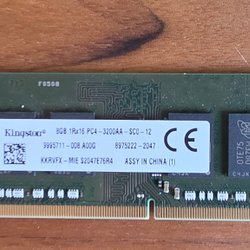 F6568
Kingston
8GB 1Rx16 PC4-3200AA-SC0-12
9995711-008.A00G
8975222-2047
CE
KKRVFX-MIE S2047E76R4
ASSY IN CHINA (1)